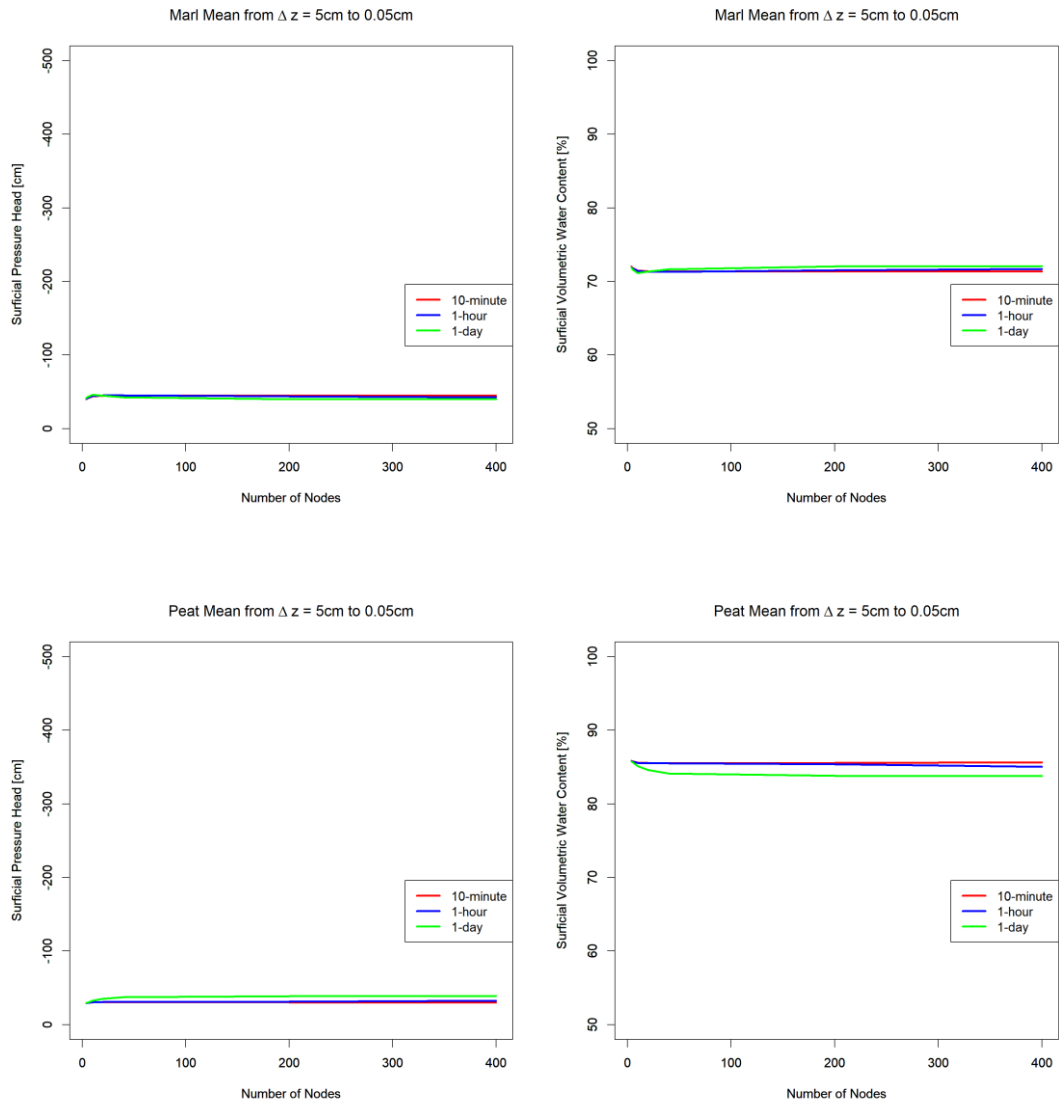 Marl Mean from Δ z = 5cm to 0.05cm
Surficial Pressure Head [cm]
-500
-400
-300
-200
-100
0
10-minute
1-hour
1-day
0 100 200 300 400
Number of Nodes
Marl Mean from Δ z = 5cm to 0.05cm
Surficial Volumetric Water Content [%]
100
90
80
70
60
50
10-minute
1-hour
1-day
0 100 200 300 400
Number of Nodes
Peat Mean from Δ z = 5cm to 0.05cm
Surficial Pressure Head [cm]
-500
-400
-300
-200
-100
0
10-minute
1-hour
1-day
0 100 200 300 400
Number of Nodes
Peat Mean from Δ z = 5cm to 0.05cm
Surficial Volumetric Water Content [%]
100
90
80
70
60
50
10-minute
1-hour
1-day
0 100 200 300 400
Number of Nodes